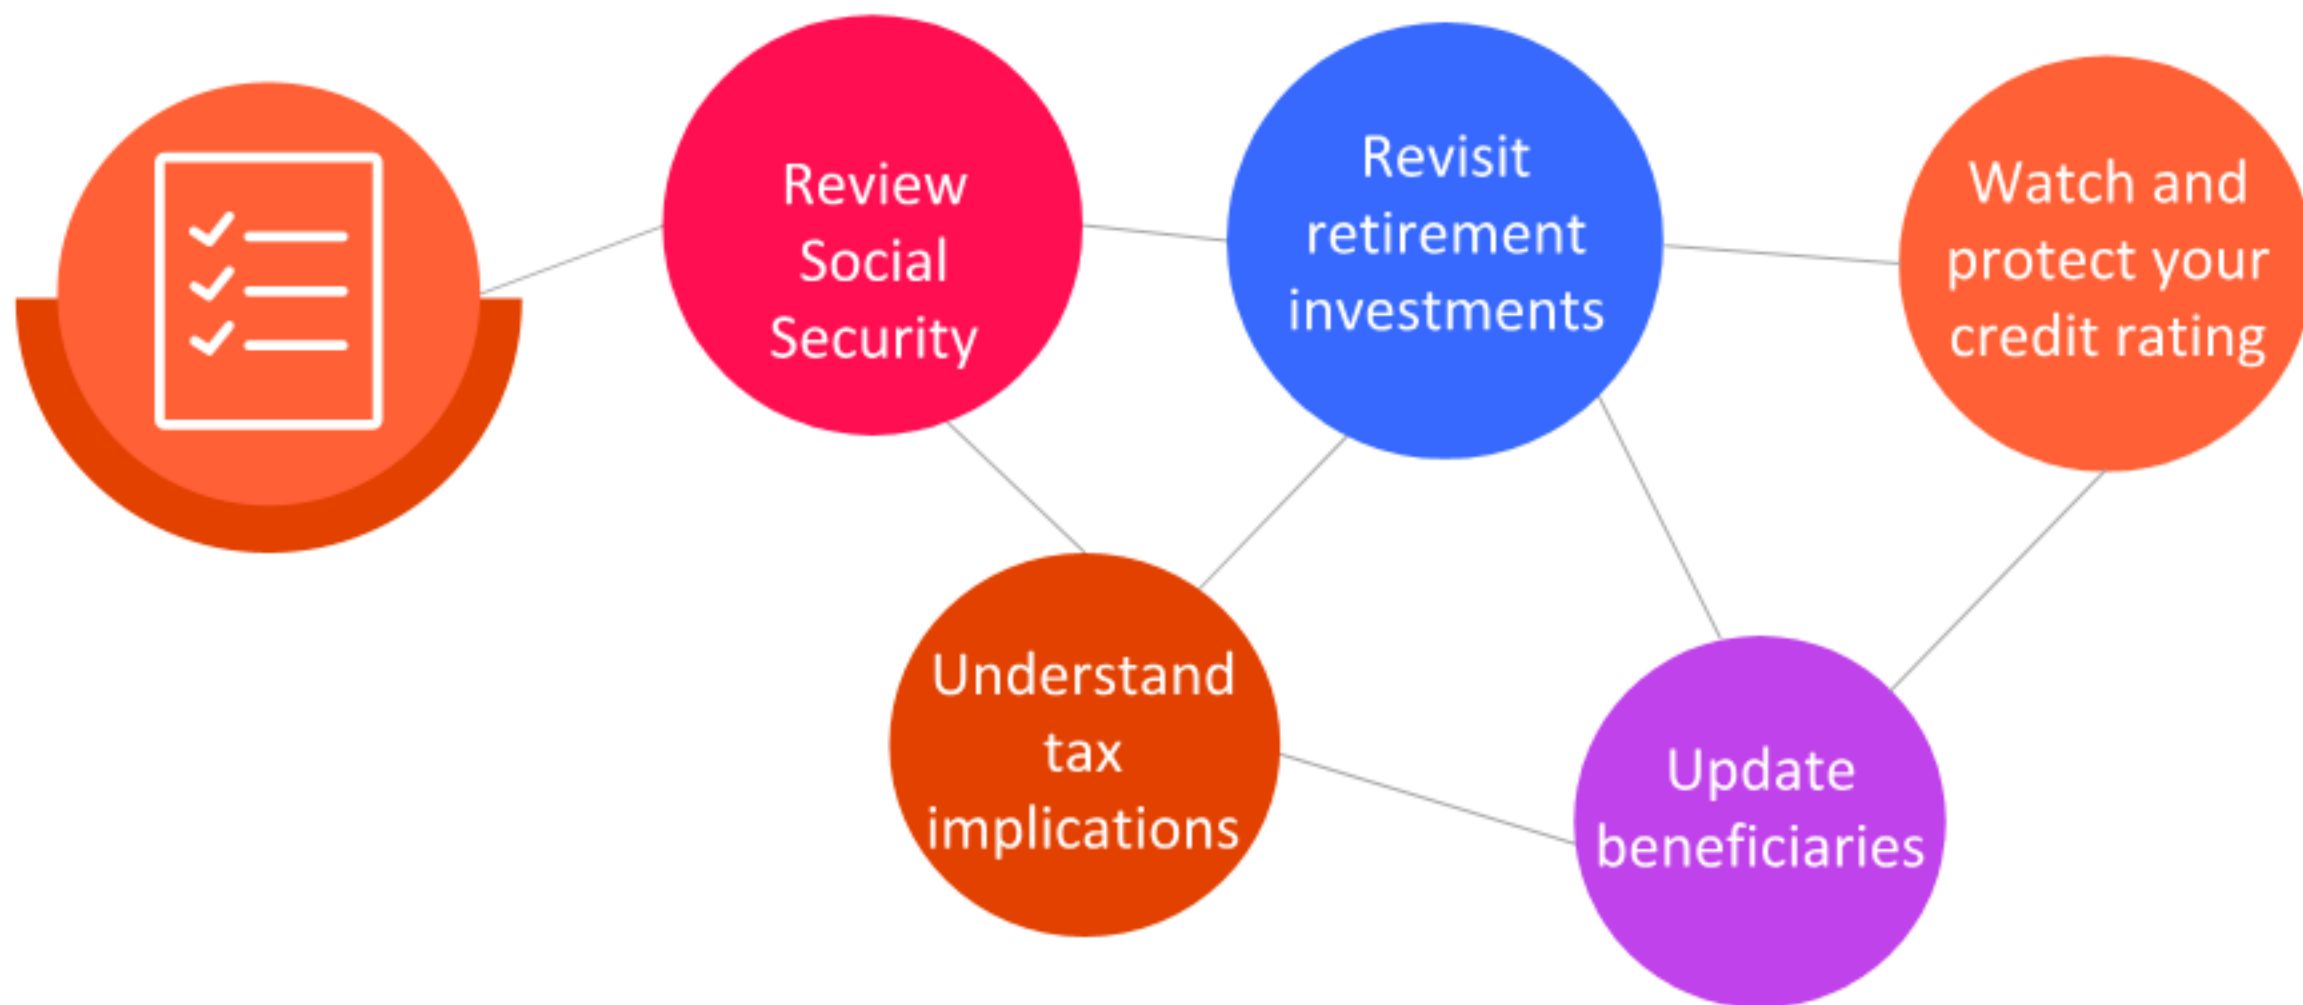 Review
Social
Security
Revisit
retirement
investments
Watch and
protect your
credit rating
Understand
tax
implications
Update
beneficiaries